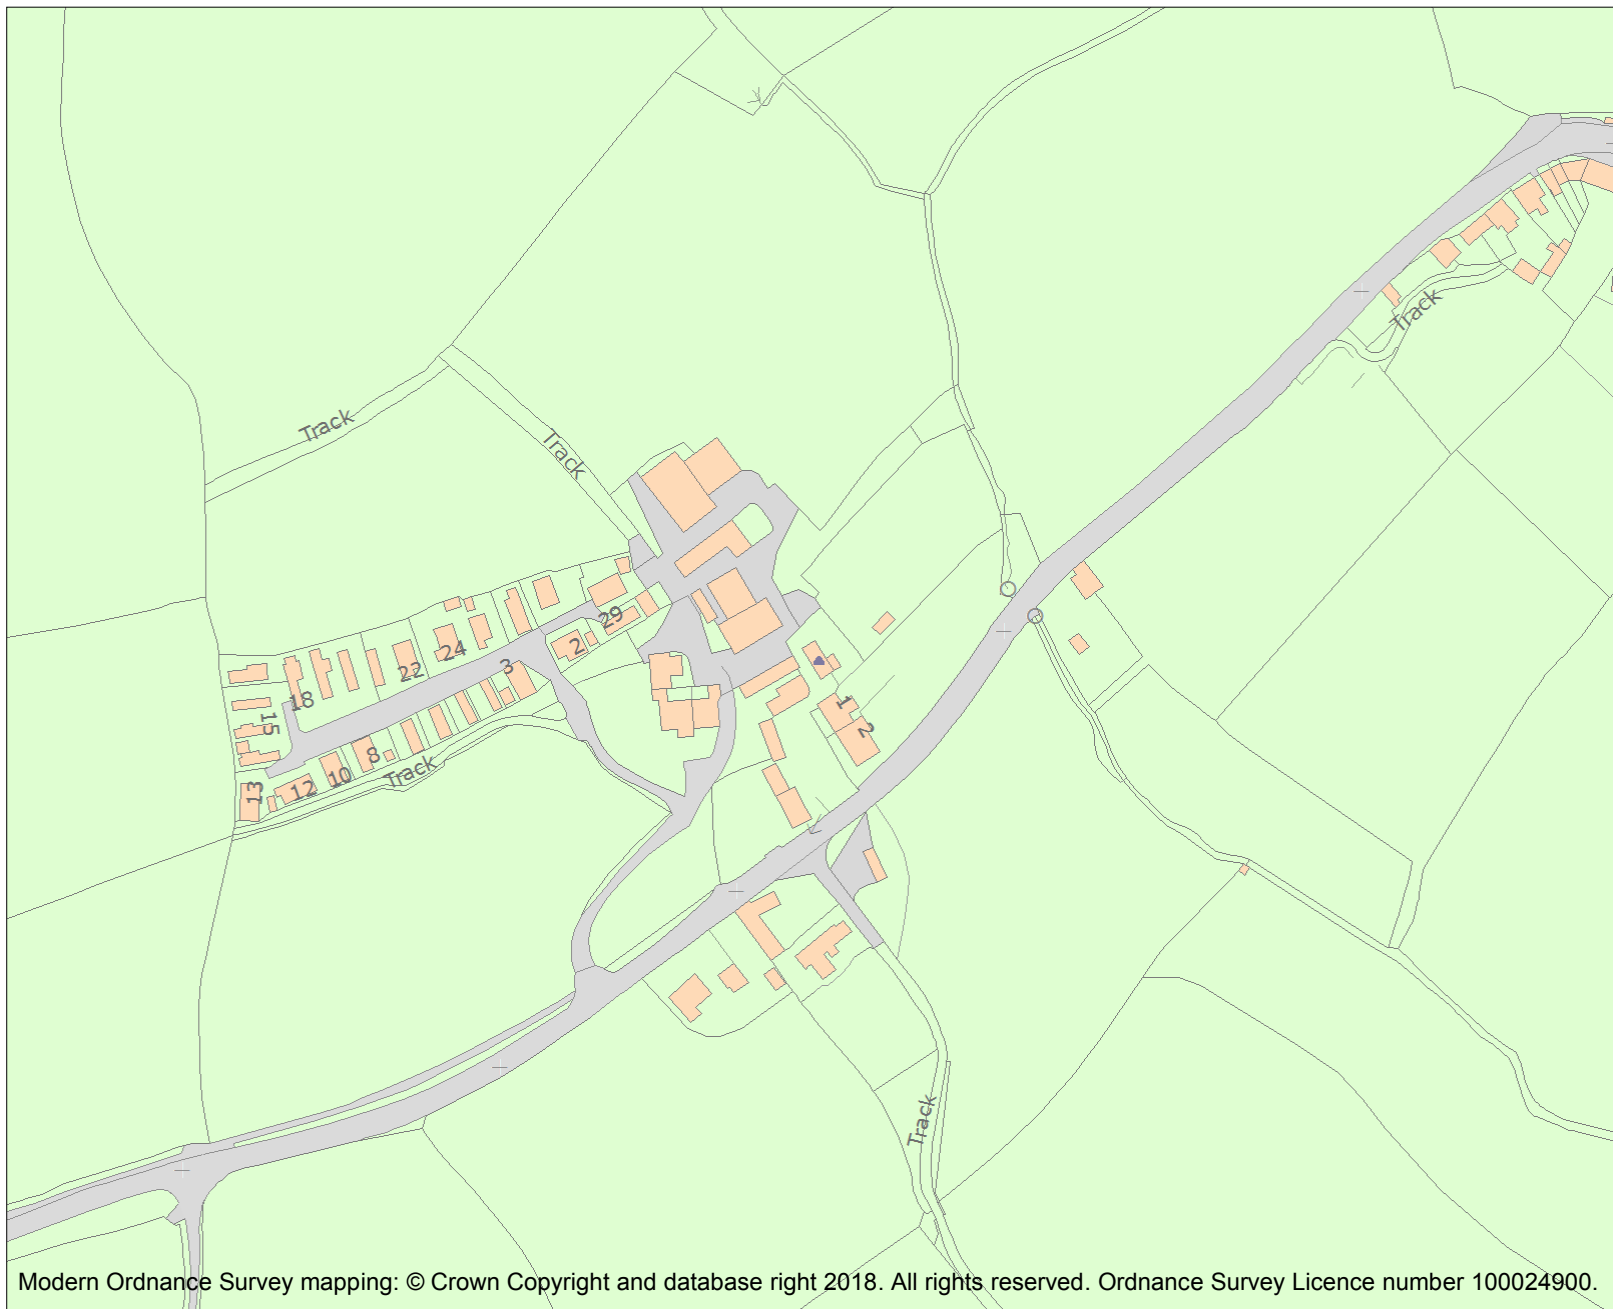 Track
Track
Track
29
2
24
3
22
18
15
1
2
8
Track
10
12
13
Track
Modern Ordnance Survey mapping: © Crown Copyright and database right 2018. All rights reserved. Ordnance Survey Licence number 100024900.